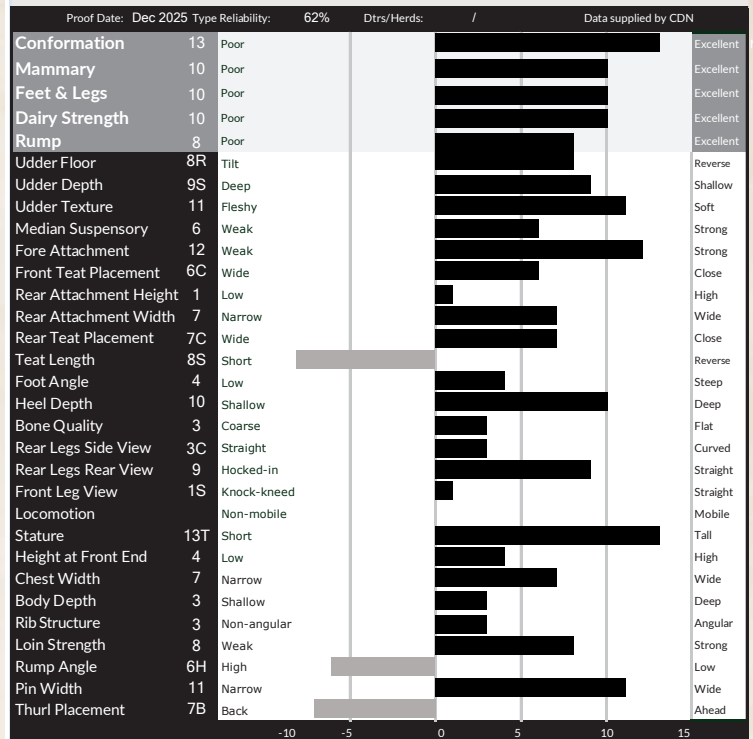 Proof Date: Dec 2025 Type Reliability: 62% Dtrs/Herds: / Data supplied by CDN
Conformation 13 Poor Excellent
Mammary 10 Poor Excellent
Feet & Legs 10 Poor Excellent
Dairy Strength 10 Poor Excellent
Rump 8 Poor Excellent
Udder Floor 8R Tilt Reverse
Udder Depth 9S Deep Shallow
Udder Texture 11 Fleshy Soft
Median Suspensory 6 Weak Strong
Fore Attachment 12 Weak Strong
Front Teat Placement 6C Wide Close
Rear Attachment Height 1 Low High
Rear Attachment Width 7 Narrow Wide
Rear Teat Placement 7C Wide Close
Teat Length 8S Short Reverse
Foot Angle 4 Low Steep
Heel Depth 10 Shallow Deep
Bone Quality 3 Coarse Flat
Rear Legs Side View 3C Straight Curved
Rear Legs Rear View 9 Hocked-in Straight
Front Leg View 1S Knock-kneed Straight
Locomotion Non-mobile Mobile
Stature 13T Short Tall
Height at Front End 4 Low High
Chest Width 7 Narrow Wide
Body Depth 3 Shallow Deep
Rib Structure 3 Non-angular Angular
Loin Strength 8 Weak Strong
Rump Angle 6H High Low
Pin Width 11 Narrow Wide
Thurl Placement 7B Back Ahead
-10 -5 0 5 10 15